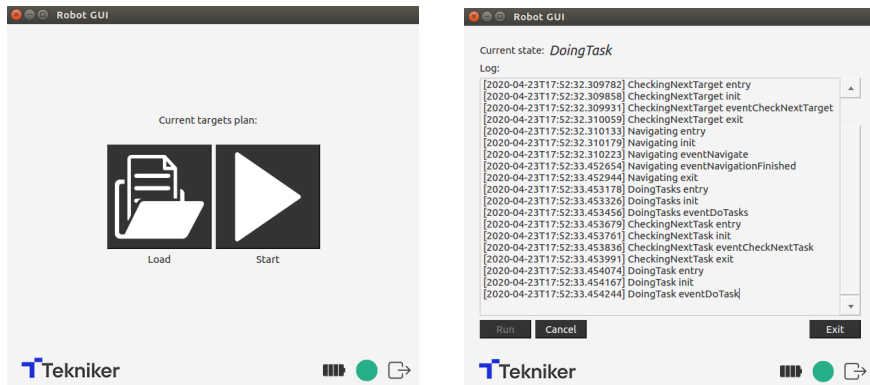 Robot GUI
Current targets plan:
Load
Start
Tekniker
Robot GUI
Current state: DoingTask
Log:
[2020-04-23T17:52:32.309782] CheckingNextTarget entry
[2020-04-23T17:52:32.309858] CheckingNextTarget init
[2020-04-23T17:52:32.309931] CheckingNextTarget eventCheckNextTarget
[2020-04-23T17:52:32.310059] CheckingNextTarget exit
[2020-04-23T17:52:32.310133] Navigating entry
[2020-04-23T17:52:32.310179] Navigating init
[2020-04-23T17:52:32.310223] Navigating eventNavigate
[2020-04-23T17:52:33.452654] Navigating eventNavigationFinished
[2020-04-23T17:52:33.452944] Navigating exit
[2020-04-23T17:52:33.453178] DoingTasks entry
[2020-04-23T17:52:33.453326] DoingTasks init
[2020-04-23T17:52:33.453456] DoingTasks eventDoTasks
[2020-04-23T17:52:33.453679] CheckingNextTask entry
[2020-04-23T17:52:33.453761] CheckingNextTask init
[2020-04-23T17:52:33.453836] CheckingNextTask eventCheckNextTask
[2020-04-23T17:52:33.453991] CheckingNextTask exit
[2020-04-23T17:52:33.454074] DoingTask entry
[2020-04-23T17:52:33.454167] DoingTask init
[2020-04-23T17:52:33.454244] DoingTask eventDoTask
Run
Cancel
Exit
Tekniker